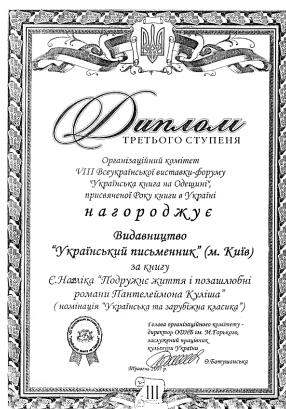 Диплом
ТРЕТЬОГО СТУПЕНЯ
Організаційний комітет
VIII Всеукраїнської виставки-форуму
"Українська книга на Одещині",
присвяченої Року книги в Україні
нагороджує
Видавництво
"Український письменник" (м. Київ)
за книгу
Є.Нахліка "Подружнє життя і позашлюбні
романи Пантелеймона Куліша"
( номінація "Українська та зарубіжна класика")
Голова організаційного комітету -
директор ОДНБ ім. М.Горького,
заслужений працівник
культури України
О.Ботушанська
Травень 2007 р.
III